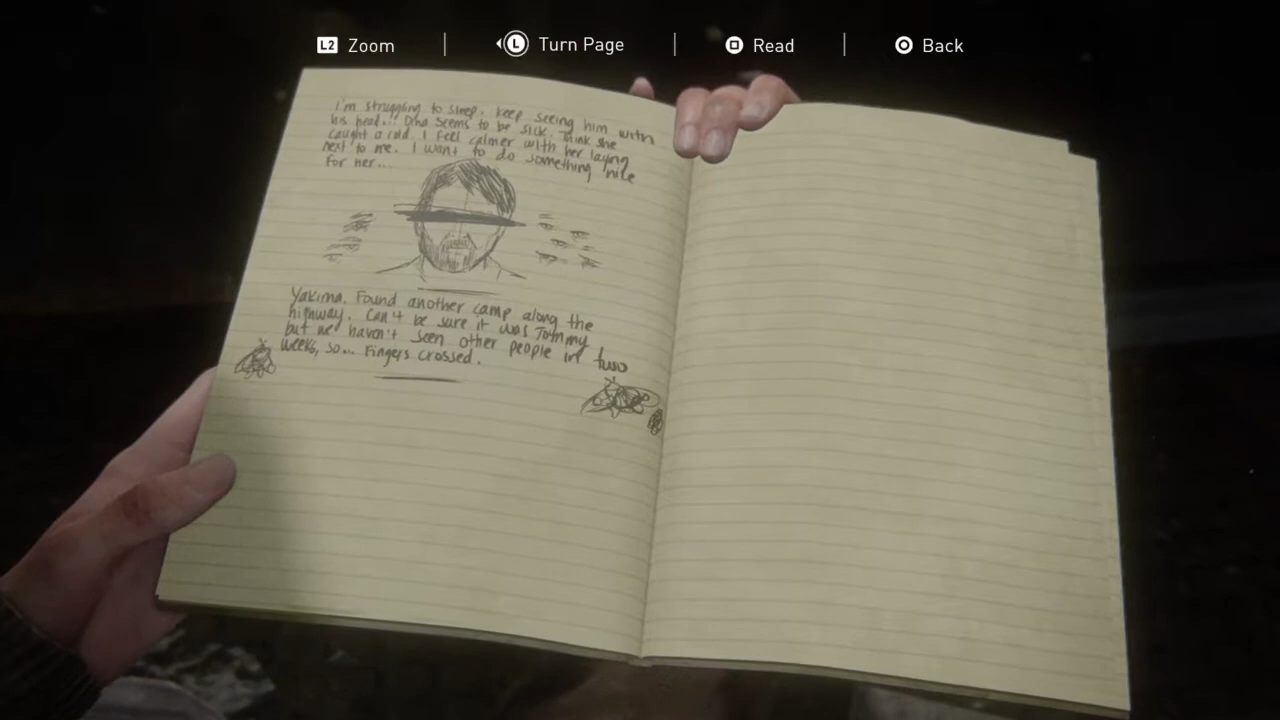 L2 Zoom
L Turn Page
Read
Back
I'm struggling to sleep. Keep seeing him with
his head... Dina seems to be sick. Think she
caught a cold. I feel calmer with her laying
next to me. I want to do something nice
for her...
Yakima. Found another camp along the
highway. Can't be sure it was Tommy
but we haven't seen other people in two
weeks, so... Fingers crossed.